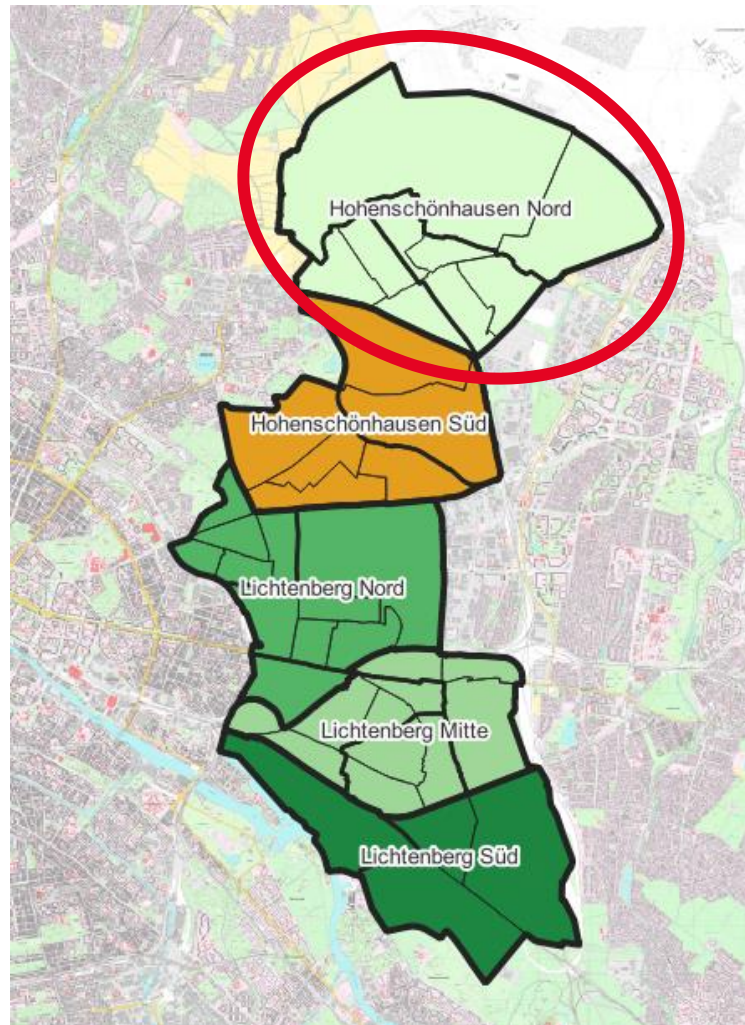 Hohenschönhausen Nord
Hohenschönhausen Süd
Lichtenberg Nord
Lichtenberg Mitte
Lichtenberg Süd